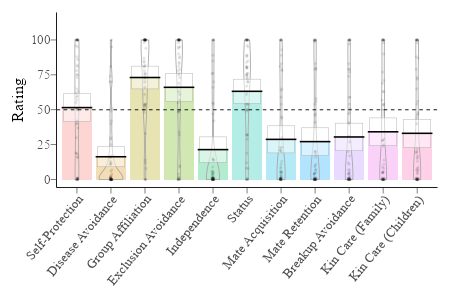 100
75
50
25
0
Rating
Self-Protection
Disease Avoidance
Group Affiliation
Exclusion Avoidance
Independence
Status
Mate Acquisition
Mate Retention
Breakup Avoidance
Kin Care (Family)
Kin Care (Children)